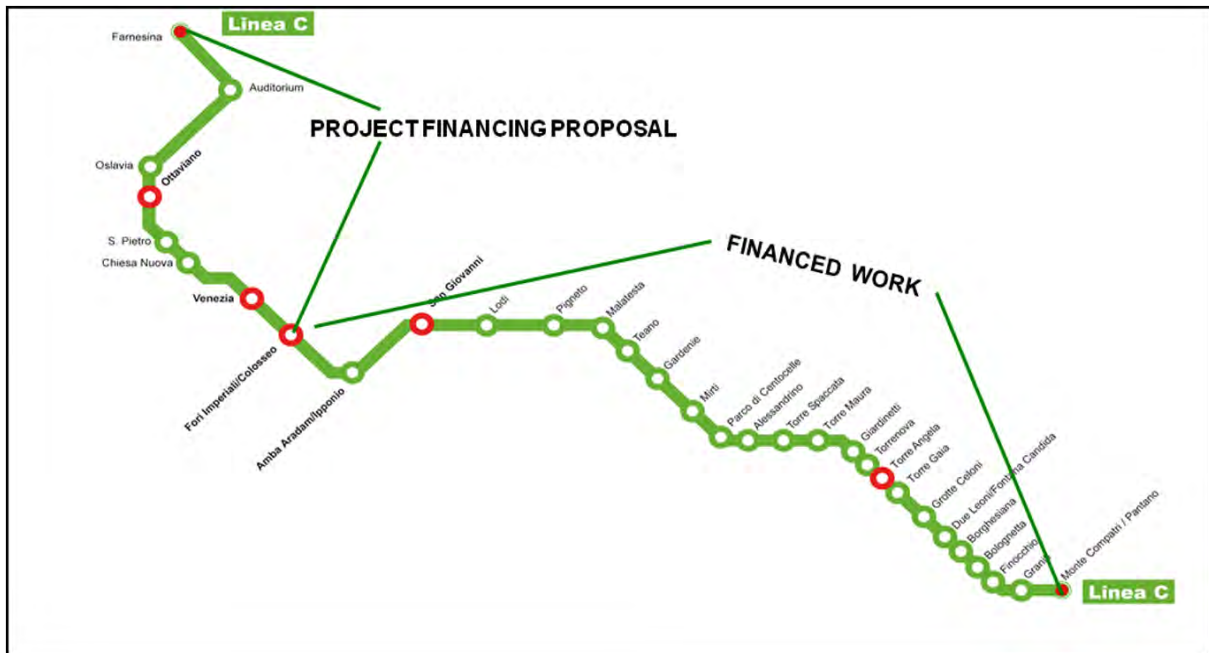 Linea C
Farnesina
Auditorium
PROJECT FINANCING PROPOSAL
Oslavia
Ottaviano
S. Pietro
Chiesa Nuova
Venezia
Fori Imperiali/Colosseo
Amba Aradam/Ipponio
San Giovanni
FINANCED WORK
Lodi
Pigneto
Malatesta
Teano
Gardenie
Mirti
Parco di Centocelle
Alessandrino
Torre Spaccata
Torre Maura
Giardinetti
Torrenova
Torre Angela
Torre Gaia
Grotte Celoni
Due Leoni/Fontana Candida
Borghesiana
Bolognetta
Finocchio
Graniti
Monte Compatri / Pantano
Linea C